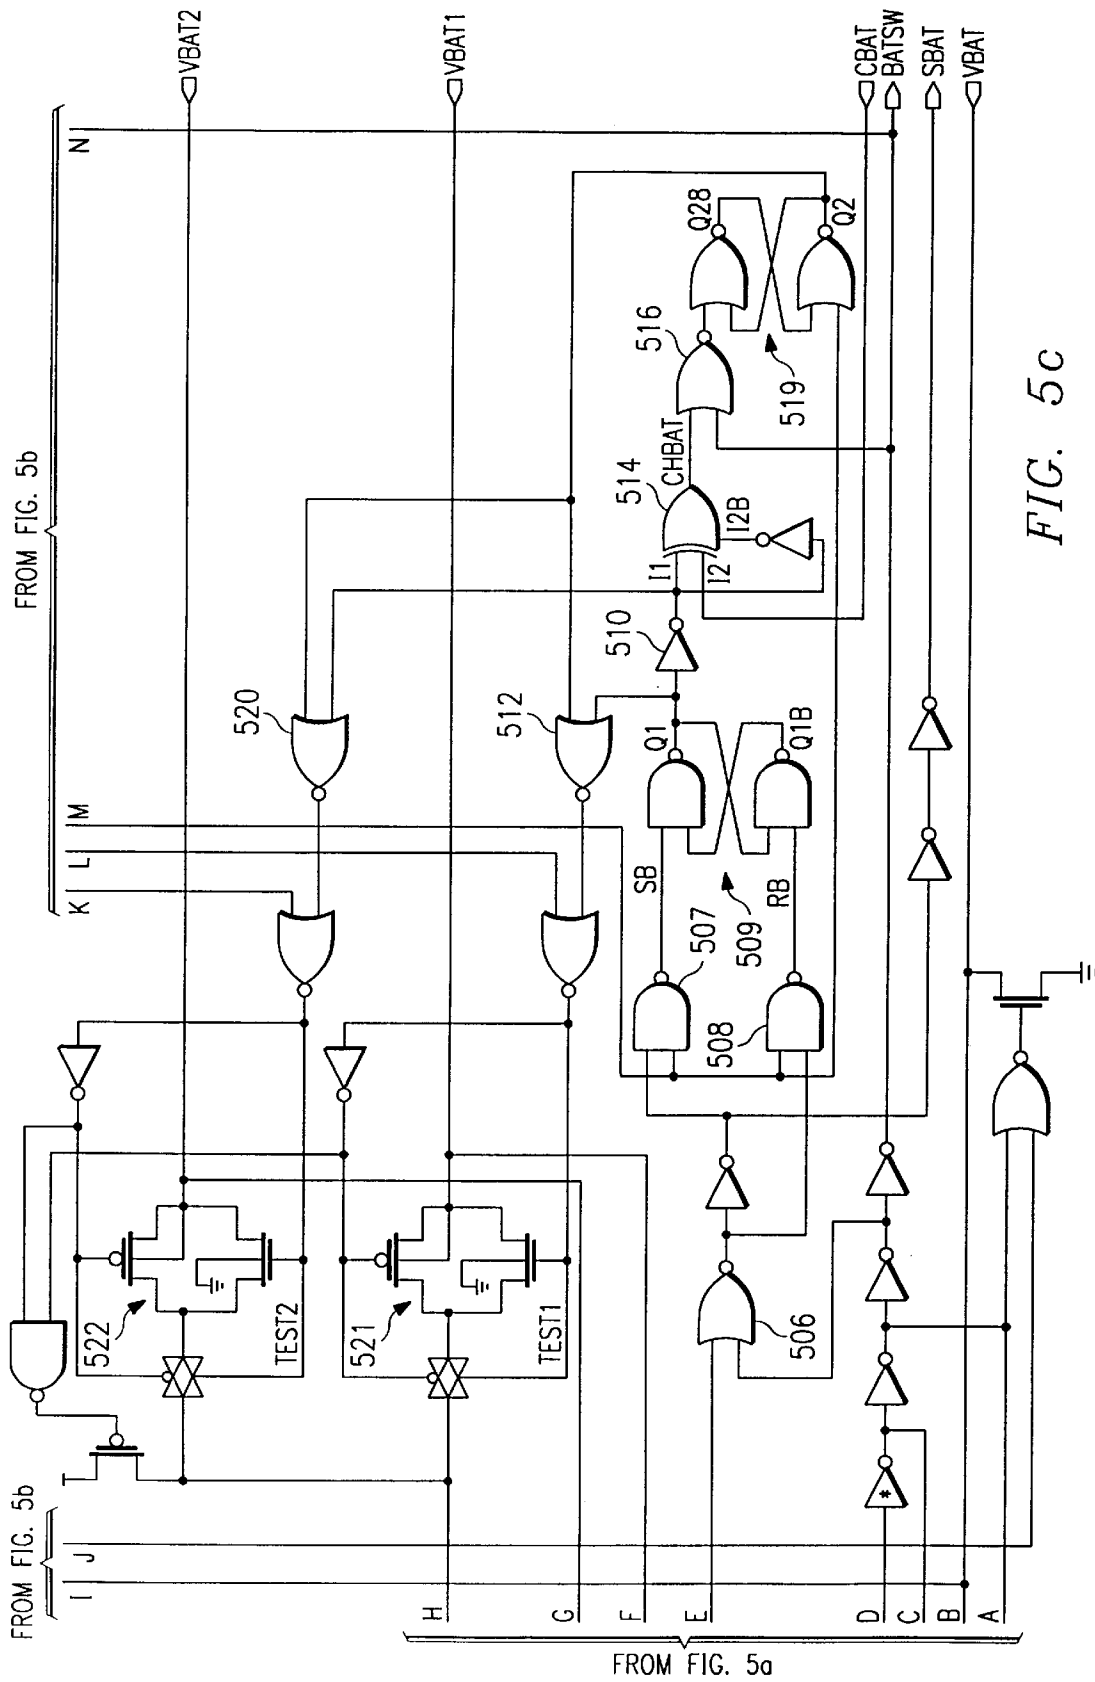 FROM FIG. 5b
I
J
FROM FIG. 5b
K
L
M
N
VBAT2
VBAT1
CBAT
BATSW
SBAT
VBAT
522
TEST2
521
TEST1
520
512
510
I1
I2
I2B
514
CHBAT
516
Q28
Q2
519
Q1
Q1B
SB
RB
509
507
508
506
*
H
G
F
E
D
C
B
A
FROM FIG. 5a
FIG. 5c